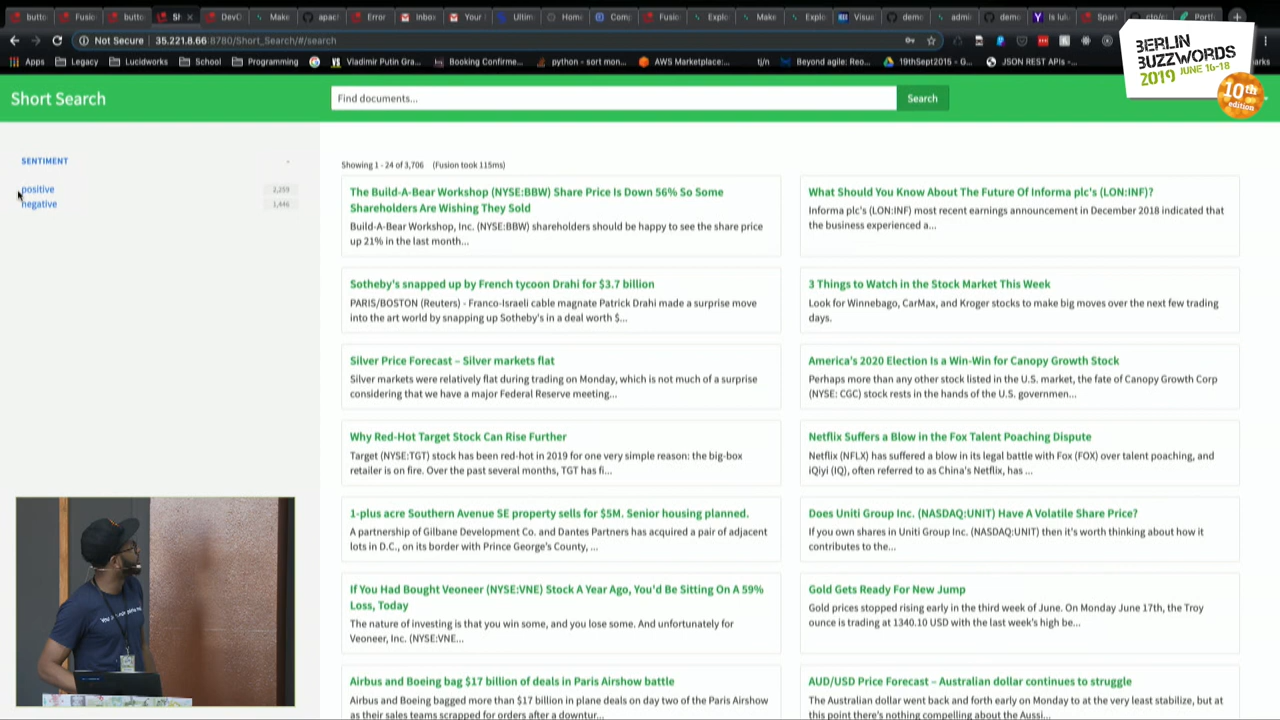 butto
Fusio
butto
Sh
DevO
Make
apac
Error
Inbox
Your
Ultim
Home
Com
Fusio
Explo
Make
Explo
Visua
demo
admi
demo
Is lul
Spar
Portf
Not Secure
35.221.8.66:8780/Short_Search/#/search
Apps
Legacy
Lucidworks
School
Programming
Vladimir Putin Gra...
Booking Confirme...
python - sort mon...
AWS Marketplace:...
tj/n
Beyond agile: Reo...
19thSept2015 - G...
JSON REST APIs -...
BERLIN
BUZZWORDS
2019 JUNE 16-18
10th
edition
Short Search
Find documents...
Search
SENTIMENT
-
positive
2,259
negative
1,446
Showing 1 - 24 of 3,706 (Fusion took 115ms)
The Build-A-Bear Workshop (NYSE:BBW) Share Price Is Down 56% So Some
Shareholders Are Wishing They Sold
Build-A-Bear Workshop, Inc. (NYSE:BBW) shareholders should be happy to see the share price
up 21% in the last month...
What Should You Know About The Future Of Informa plc's (LON:INF)?
Informa plc's (LON:INF) most recent earnings announcement in December 2018 indicated that
the business experienced a...
Sotheby's snapped up by French tycoon Drahi for $3.7 billion
PARIS/BOSTON (Reuters) - Franco-Israeli cable magnate Patrick Drahi made a surprise move
into the art world by snapping up Sotheby's in a deal worth $...
3 Things to Watch in the Stock Market This Week
Look for Winnebago, CarMax, and Kroger stocks to make big moves over the next few trading
days.
Silver Price Forecast – Silver markets flat
Silver markets were relatively flat during trading on Monday, which is not much of a surprise
considering that we have a major Federal Reserve meeting...
America's 2020 Election Is a Win-Win for Canopy Growth Stock
Perhaps more than any other stock listed in the U.S. market, the fate of Canopy Growth Corp
(NYSE: CGC) stock rests in the hands of the U.S. governmen...
Why Red-Hot Target Stock Can Rise Further
Target (NYSE:TGT) stock has been red-hot in 2019 for one very simple reason: the big-box
retailer is on fire. Over the past several months, TGT has fi...
Netflix Suffers a Blow in the Fox Talent Poaching Dispute
Netflix (NFLX) has suffered a blow in its legal battle with Fox (FOX) over talent poaching, and
iQiyi (IQ), often referred to as China's Netflix, has ...
1-plus acre Southern Avenue SE property sells for $5M. Senior housing planned.
A partnership of Gilbane Development Co. and Dantes Partners has acquired a pair of adjacent
lots in D.C., on its border with Prince George's County, ...
Does Uniti Group Inc. (NASDAQ:UNIT) Have A Volatile Share Price?
If you own shares in Uniti Group Inc. (NASDAQ:UNIT) then it's worth thinking about how it
contributes to the...
If You Had Bought Veoneer (NYSE:VNE) Stock A Year Ago, You'd Be Sitting On A 59%
Loss, Today
The nature of investing is that you win some, and you lose some. And unfortunately for
Veoneer, Inc. (NYSE:VNE...
Gold Gets Ready For New Jump
Gold prices stopped rising early in the third week of June. On Monday June 17th, the Troy
ounce is trading at 1340.10 USD with the last week's high be...
Airbus and Boeing bag $17 billion of deals in Paris Airshow battle
Airbus and Boeing bagged more than $17 billion in plane deals on day two of the Paris Airshow
as their sales teams scrapped for orders after a downtur...
AUD/USD Price Forecast – Australian dollar continues to struggle
The Australian dollar went back and forth early on Monday to at the very least stabilize, but at
this point there's nothing compelling about the Aussi...